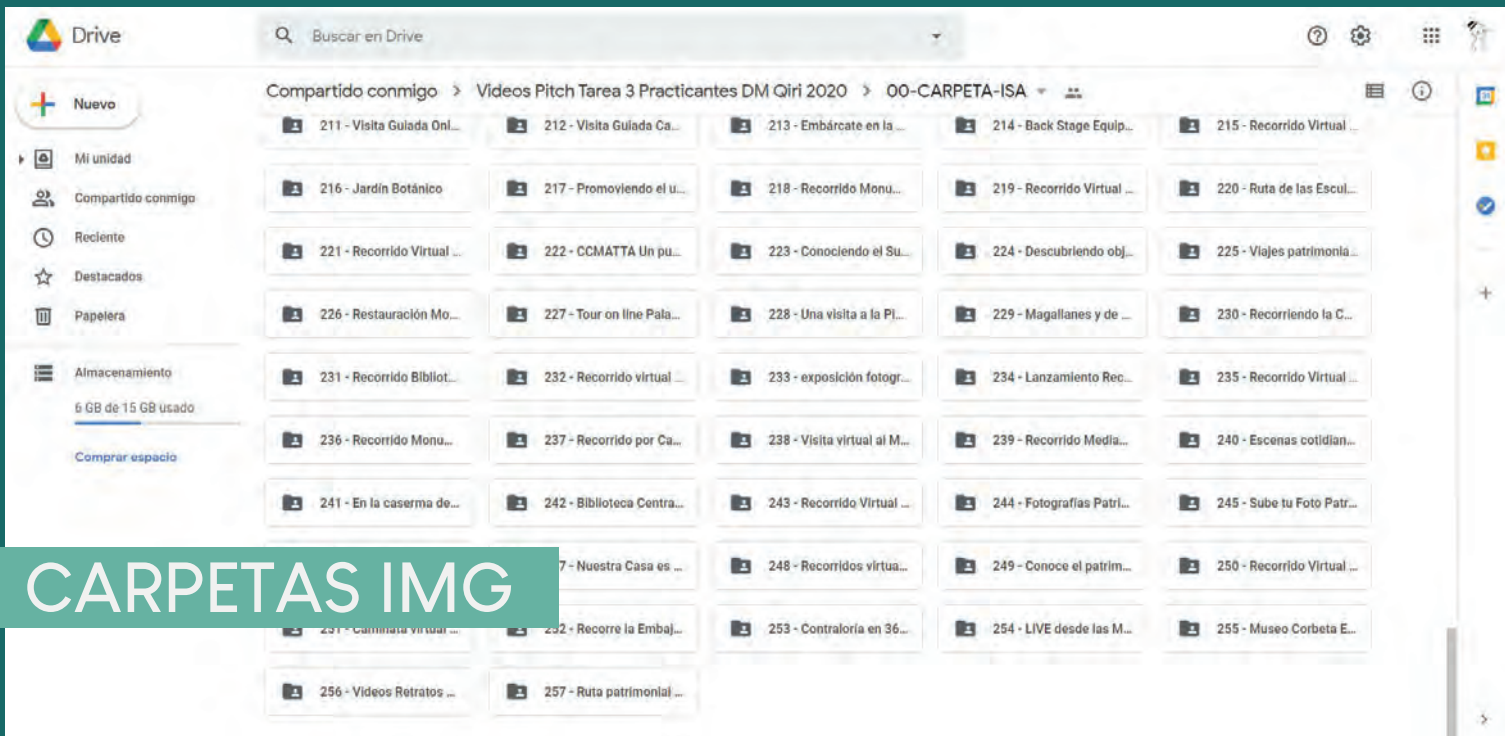 Drive
Buscar en Drive
Nuevo
Compartido conmigo > Videos Pitch Tarea 3 Practicantes DM Qiri 2020 > 00-CARPETA-ISA
Mi unidad
Compartido conmigo
Reciente
Destacados
Papelera
Almacenamiento
6 GB de 15 GB usado
Comprar espacio
211 - Visita Guiada Onl...
212 - Visita Guiada Ca...
213 - Embárcate en la ...
214 - Back Stage Equip...
215 - Recorrido Virtual ...
216 - Jardín Botánico
217 - Promoviendo el u...
218 - Recorrido Monu...
219 - Recorrido Virtual ...
220 - Ruta de las Escul...
221 - Recorrido Virtual ...
222 - CCMATTA Un pu...
223 - Conociendo el Su...
224 - Descubriendo obj...
225 - Viajes patrimonia...
226 - Restauración Mo...
227 - Tour on line Pala...
228 - Una visita a la Pl...
229 - Magallanes y de ...
230 - Recorriendo la C...
231 - Recorrido Bibliot...
232 - Recorrido virtual ...
233 - exposición fotogr...
234 - Lanzamiento Rec...
235 - Recorrido Virtual ...
236 - Recorrido Monu...
237 - Recorrido por Ca...
238 - Visita virtual al M...
239 - Recorrido Media...
240 - Escenas cotidian...
241 - En la caserma de...
242 - Biblioteca Centra...
243 - Recorrido Virtual ...
244 - Fotografías Patri...
245 - Sube tu Foto Patr...
CARPETAS IMG
7 - Nuestra Casa es ...
248 - Recorridos virtua...
249 - Conoce el patrim...
250 - Recorrido Virtual ...
251 - Caminata virtual ...
252 - Recorre la Embaj...
253 - Contraloría en 36...
254 - LIVE desde las M...
255 - Museo Corbeta E...
256 - Videos Retratos ...
257 - Ruta patrimonial ...